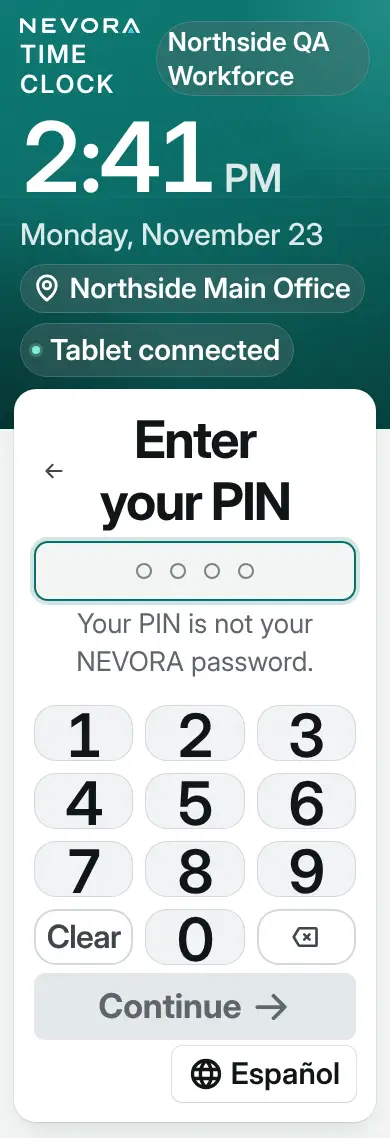 NEVORA
TIME
CLOCK
Northside QA
Workforce
2:41 PM
Monday, November 23
Northside Main Office
Tablet connected
Enter
your PIN
Your PIN is not your
NEVORA password.
1 2 3
4 5 6
7 8 9
Clear 0
Continue
Español